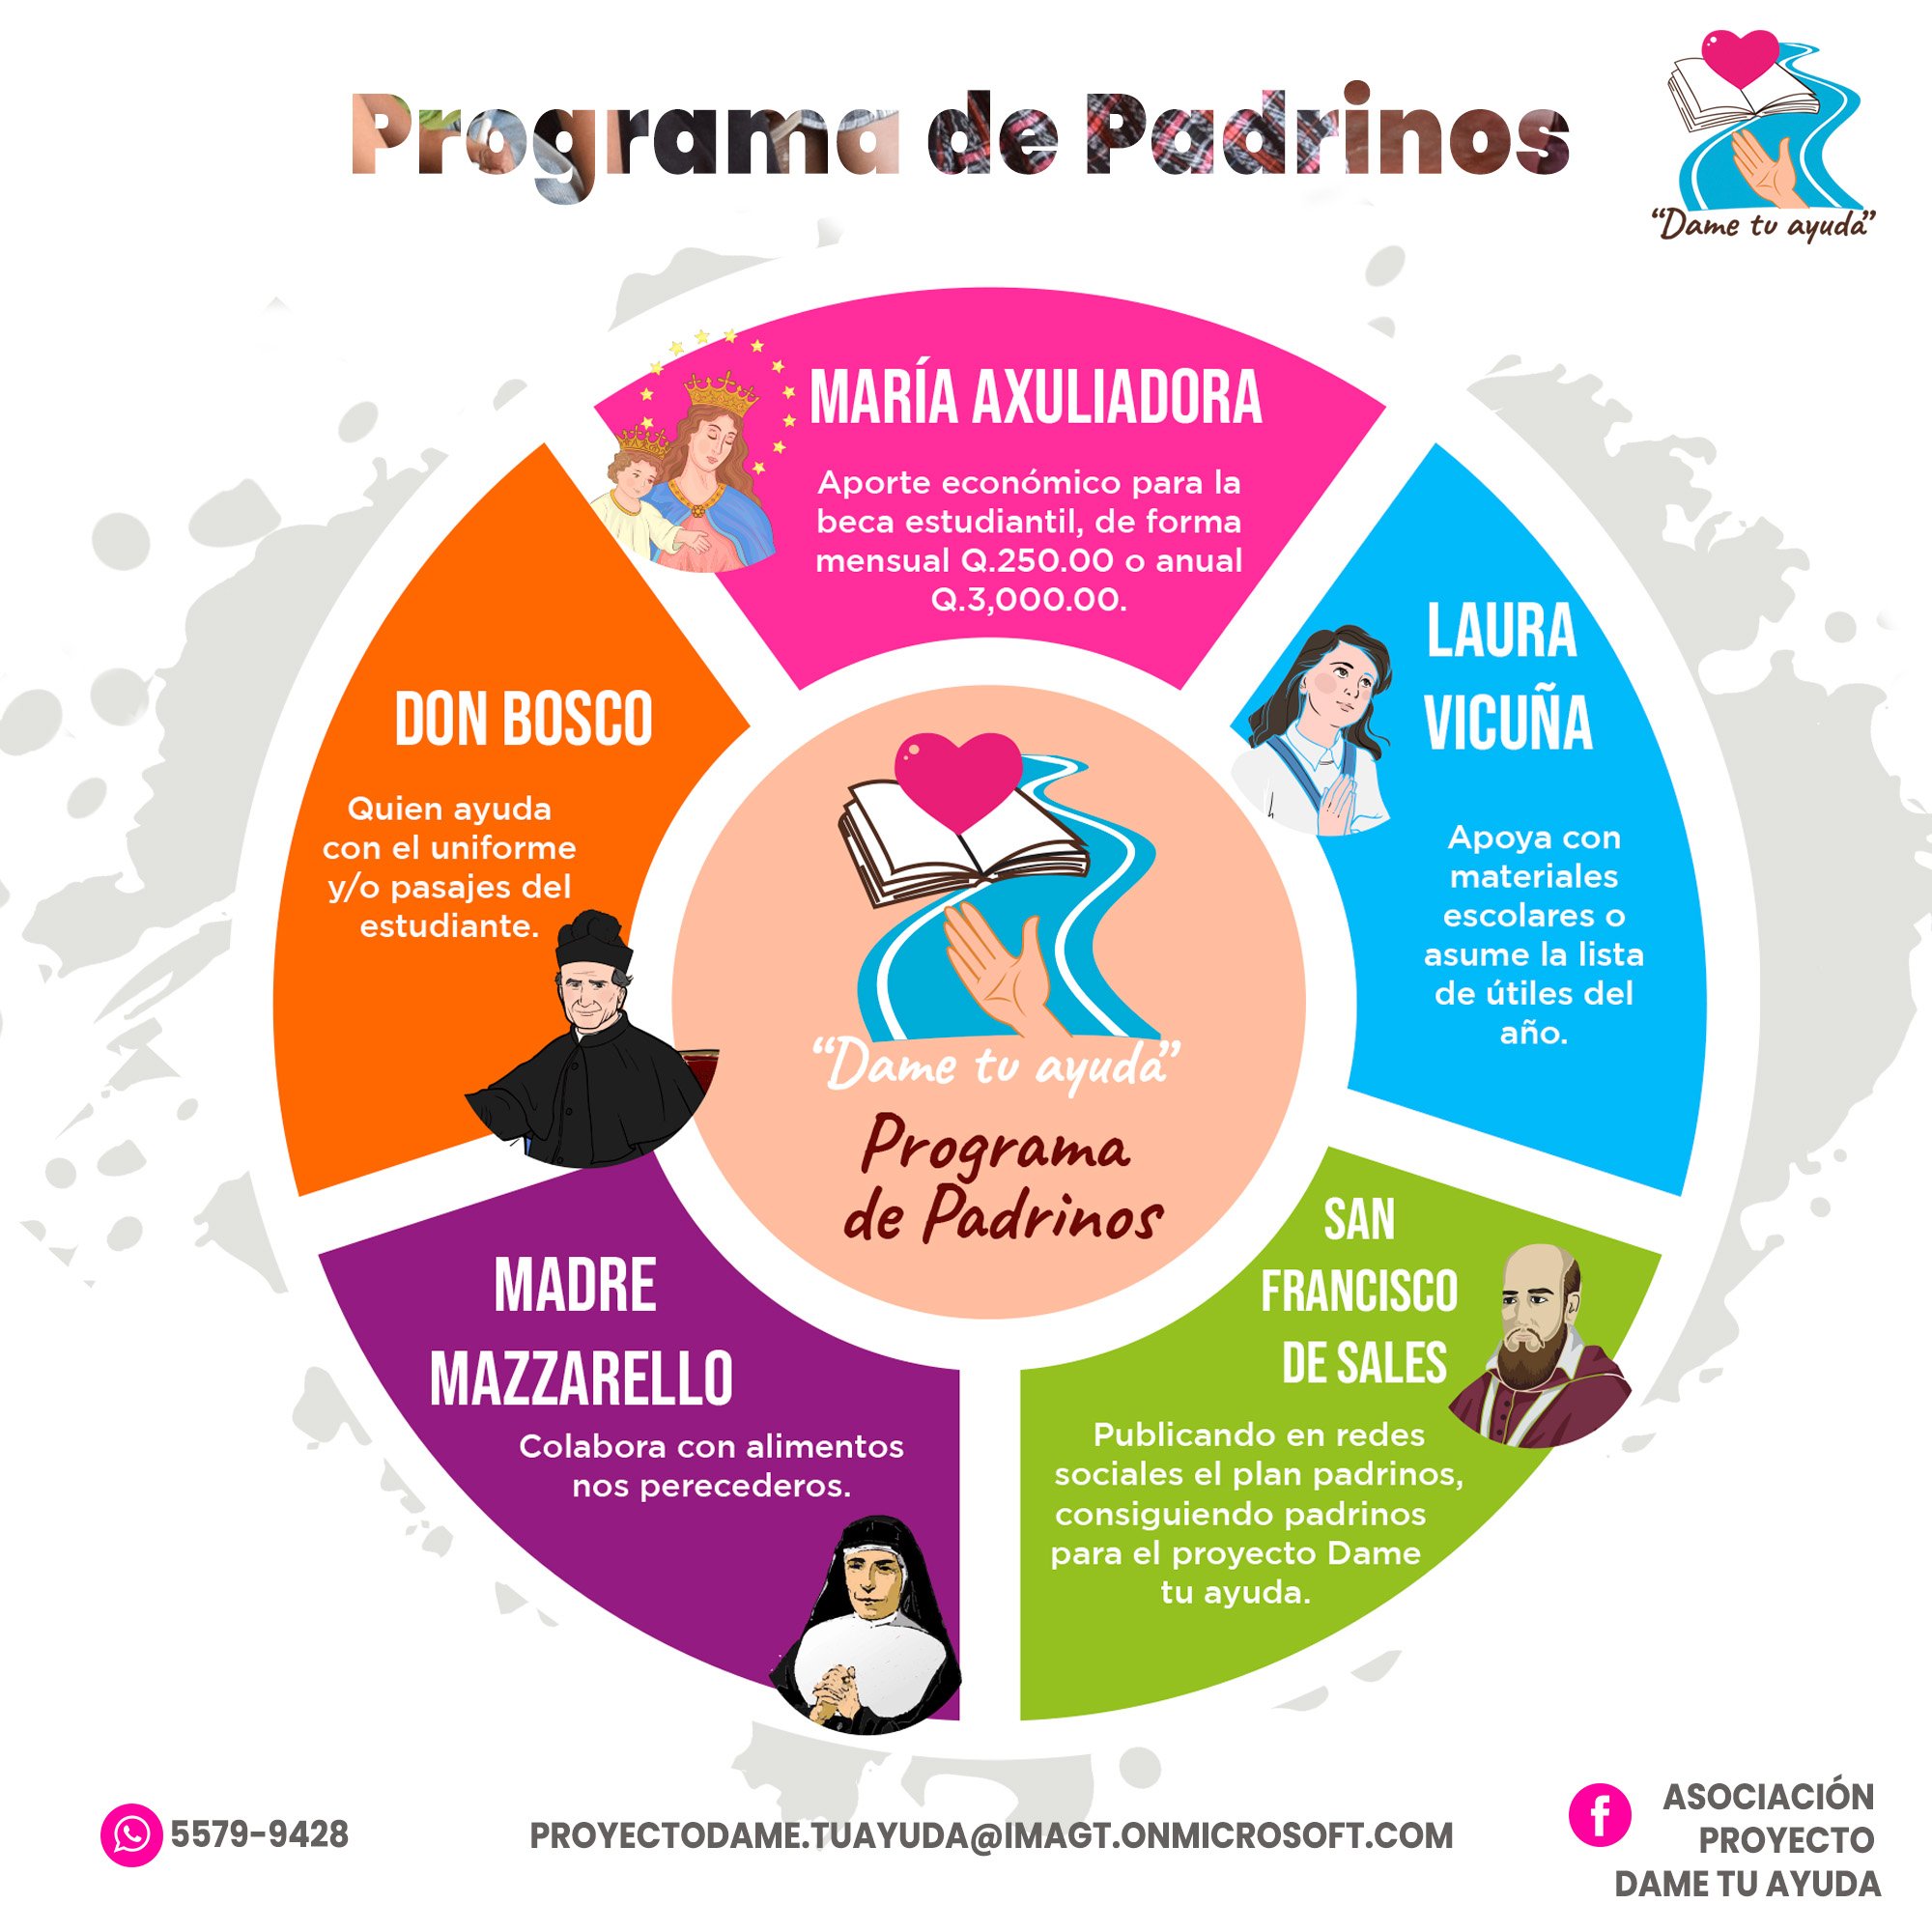 Programa de Padrinos
“Dame tu ayuda”
MARÍA AXULIADORA
Aporte económico para la
beca estudiantil, de forma
mensual Q.250.00 o anual
Q.3,000.00.
LAURA
VICUÑA
Apoya con
materiales
escolares o
asume la lista
de útiles del
año.
DON BOSCO
Quien ayuda
con el uniforme
y/o pasajes del
estudiante.
“Dame tu ayuda”
Programa
de Padrinos
MADRE
MAZZARELLO
Colabora con alimentos
nos perecederos.
SAN
FRANCISCO
DE SALES
Publicando en redes
sociales el plan padrinos,
consiguiendo padrinos
para el proyecto Dame
tu ayuda.
5579-9428
PROYECTODAME.TUAYUDA@IMAGT.ONMICROSOFT.COM
ASOCIACIÓN
PROYECTO
DAME TU AYUDA